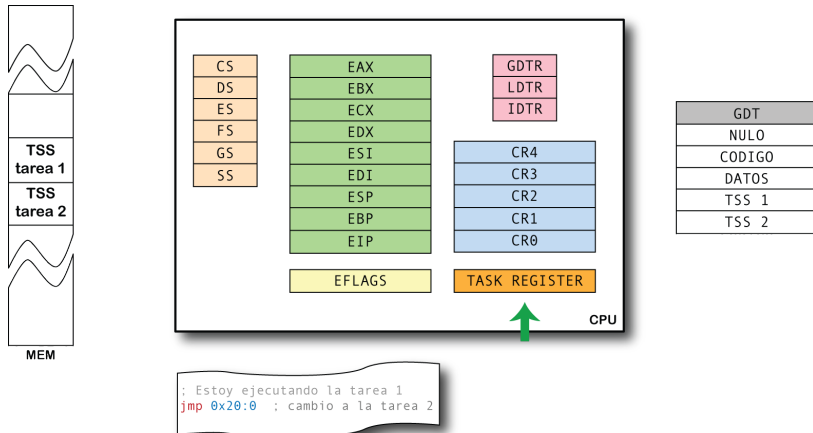 TSS
tarea 1
TSS
tarea 2
MEM
CS
DS
ES
FS
GS
SS
EAX
EBX
ECX
EDX
ESI
EDI
ESP
EBP
EIP
EFLAGS
GDTR
LDTR
IDTR
CR4
CR3
CR2
CR1
CR0
TASK REGISTER
CPU
GDT
NULO
CODIGO
DATOS
TSS 1
TSS 2
; Estoy ejecutando la tarea 1
jmp 0x20:0 ; cambio a la tarea 2